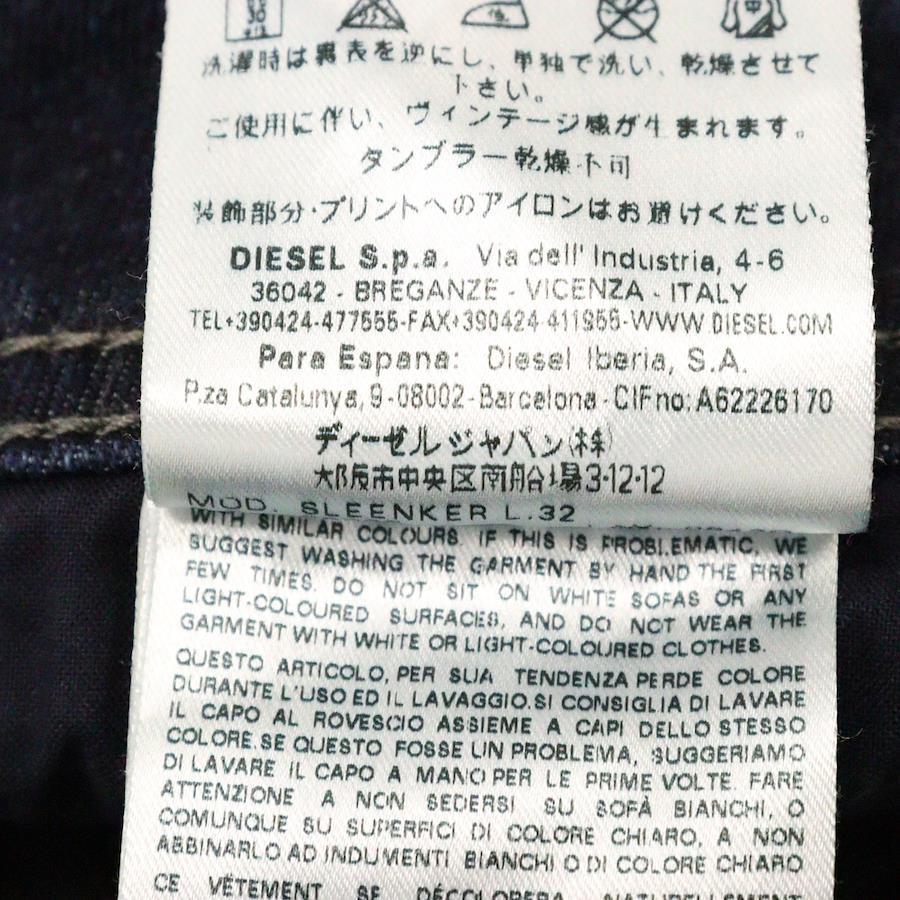 洗濯時は裏表を逆にし、単独で洗い、乾燥させて
下さい。
ご使用に伴い、ヴィンテージ感が生まれます。
タンブラー乾燥不可
装飾部分・プリントへのアイロンはお避けください。
DIESEL S.p.a. Via dell' Industria, 4-6
36042 - BREGANZE - VICENZA - ITALY
TEL+390424-477555-FAX+390424-411955-WWW.DIESEL.COM
Para Espana: Diesel Iberia, S.A.
P.za Catalunya, 9-08002-Barcelona-CIFno:A62226170
ディーゼルジャパン(株)
大阪市中央区南船場3-12-12
MOD. SLEENKER L.32
WITH SIMILAR COLOURS. IF THIS IS PROBLEMATIC, WE
SUGGEST WASHING THE GARMENT BY HAND THE FIRST
FEW TIMES. DO NOT SIT ON WHITE SOFAS OR ANY
LIGHT-COLOURED SURFACES, AND DO NOT WEAR THE
GARMENT WITH WHITE OR LIGHT-COLOURED CLOTHES.
QUESTO ARTICOLO, PER SUA TENDENZA PERDE COLORE
DURANTE L'USO ED IL LAVAGGIO.SI CONSIGLIA DI LAVARE
IL CAPO AL ROVESCIO ASSIEME A CAPI DELLO STESSO
COLORE.SE QUESTO FOSSE UN PROBLEMA, SUGGERIAMO
DI LAVARE IL CAPO A MANO PER LE PRIME VOLTE. FARE
ATTENZIONE A NON SEDERSI SU SOFÀ BIANCHI, O
COMUNQUE SU SUPERFICI DI COLORE CHIARO, A NON
ABBINARLO AD INDUMENTI BIANCHI O DI COLORE CHIARO
CE VÊTEMENT SE DÉCOLORERA NATURELLEMENT